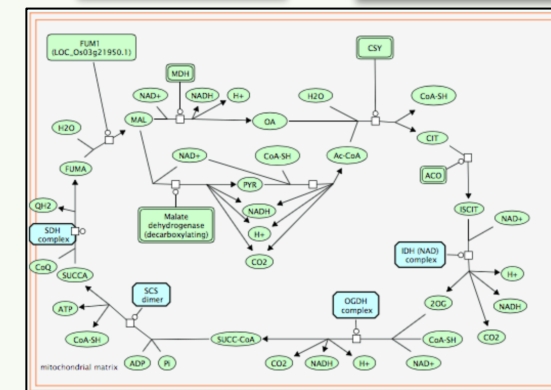 FUM1
(LOC_Os03g21950.1)
CSY
MDH
NAD+
NADH
H+
H2O
CoA-SH
MAL
OA
H2O
CIT
NAD+
CoA-SH
Ac-CoA
FUMA
ACO
PYR
QH2
NADH
ISCIT
NAD+
Malate
dehydrogenase
(decarboxylating)
SDH
complex
H+
IDH (NAD)
complex
CO2
CoQ
SUCCA
H+
SCS
dimer
OGDH
complex
2OG
NADH
ATP
CoA-SH
SUCC-CoA
CoA-SH
CO2
mitochondrial matrix
ADP
Pi
CO2
NADH
H+
NAD+